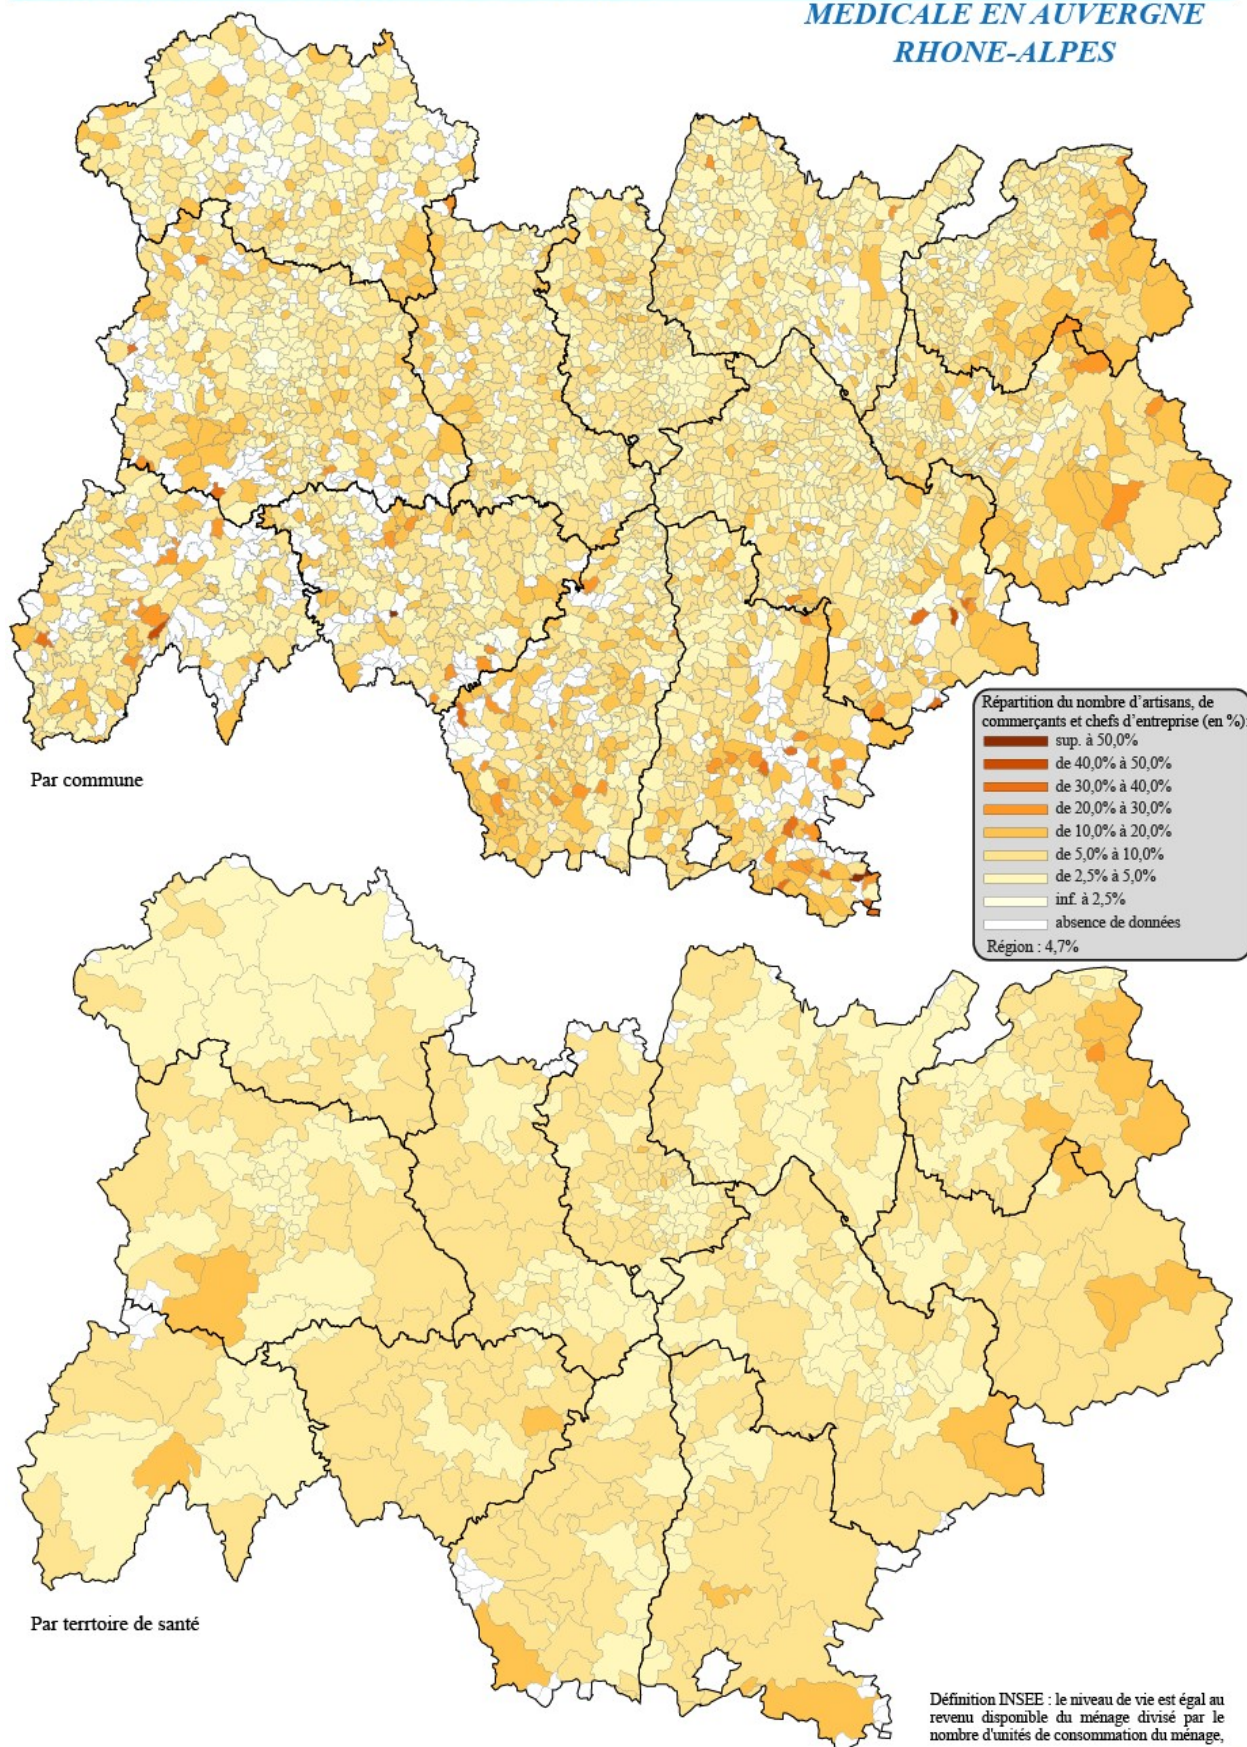 MEDICALE EN AUVERGNE
RHONE-ALPES
Répartition du nombre d'artisans, de
commerçants et chefs d'entreprise (en %):
sup. à 50,0%
de 40,0% à 50,0%
de 30,0% à 40,0%
de 20,0% à 30,0%
de 10,0% à 20,0%
de 5,0% à 10,0%
de 2,5% à 5,0%
inf. à 2,5%
absence de données
Région : 4,7%
Par commune
Par terrtoire de santé
Définition INSEE : le niveau de vie est égal au
revenu disponible du ménage divisé par le
nombre d'unités de consommation du ménage,